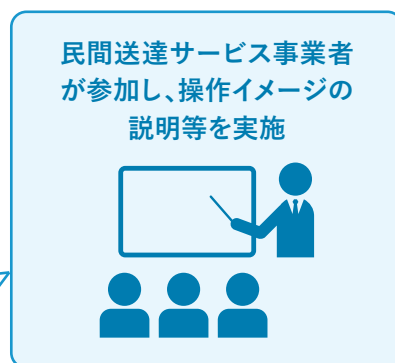 民間送達サービス事業者
が参加し、操作イメージの
説明等を実施